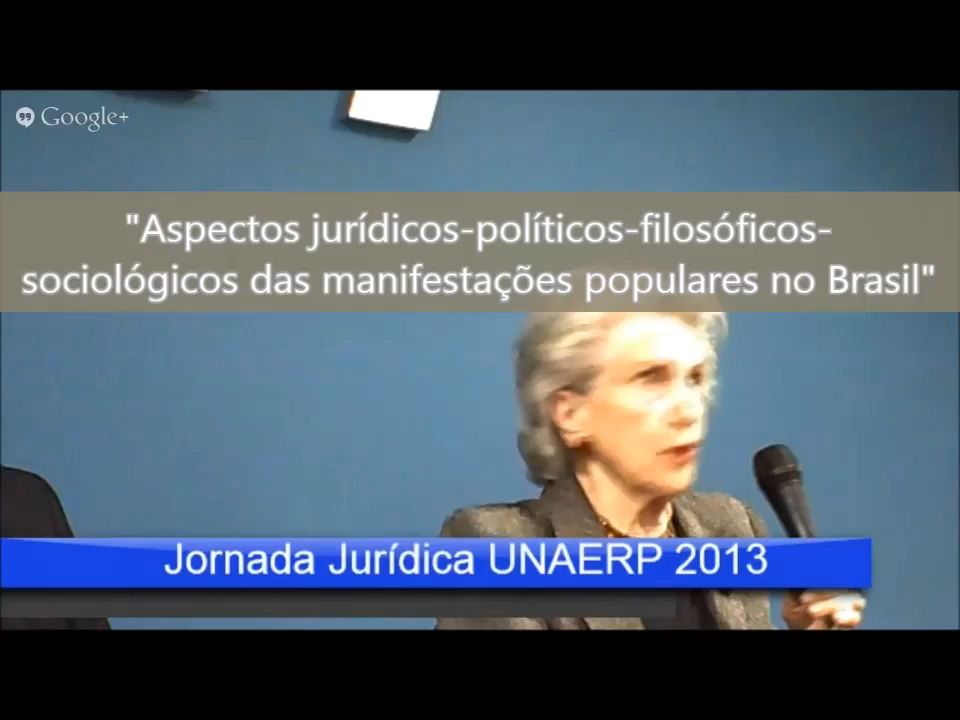 Google+
"Aspectos jurídicos-políticos-filosóficos-
sociológicos das manifestações populares no Brasil"
Jornada Jurídica UNAERP 2013